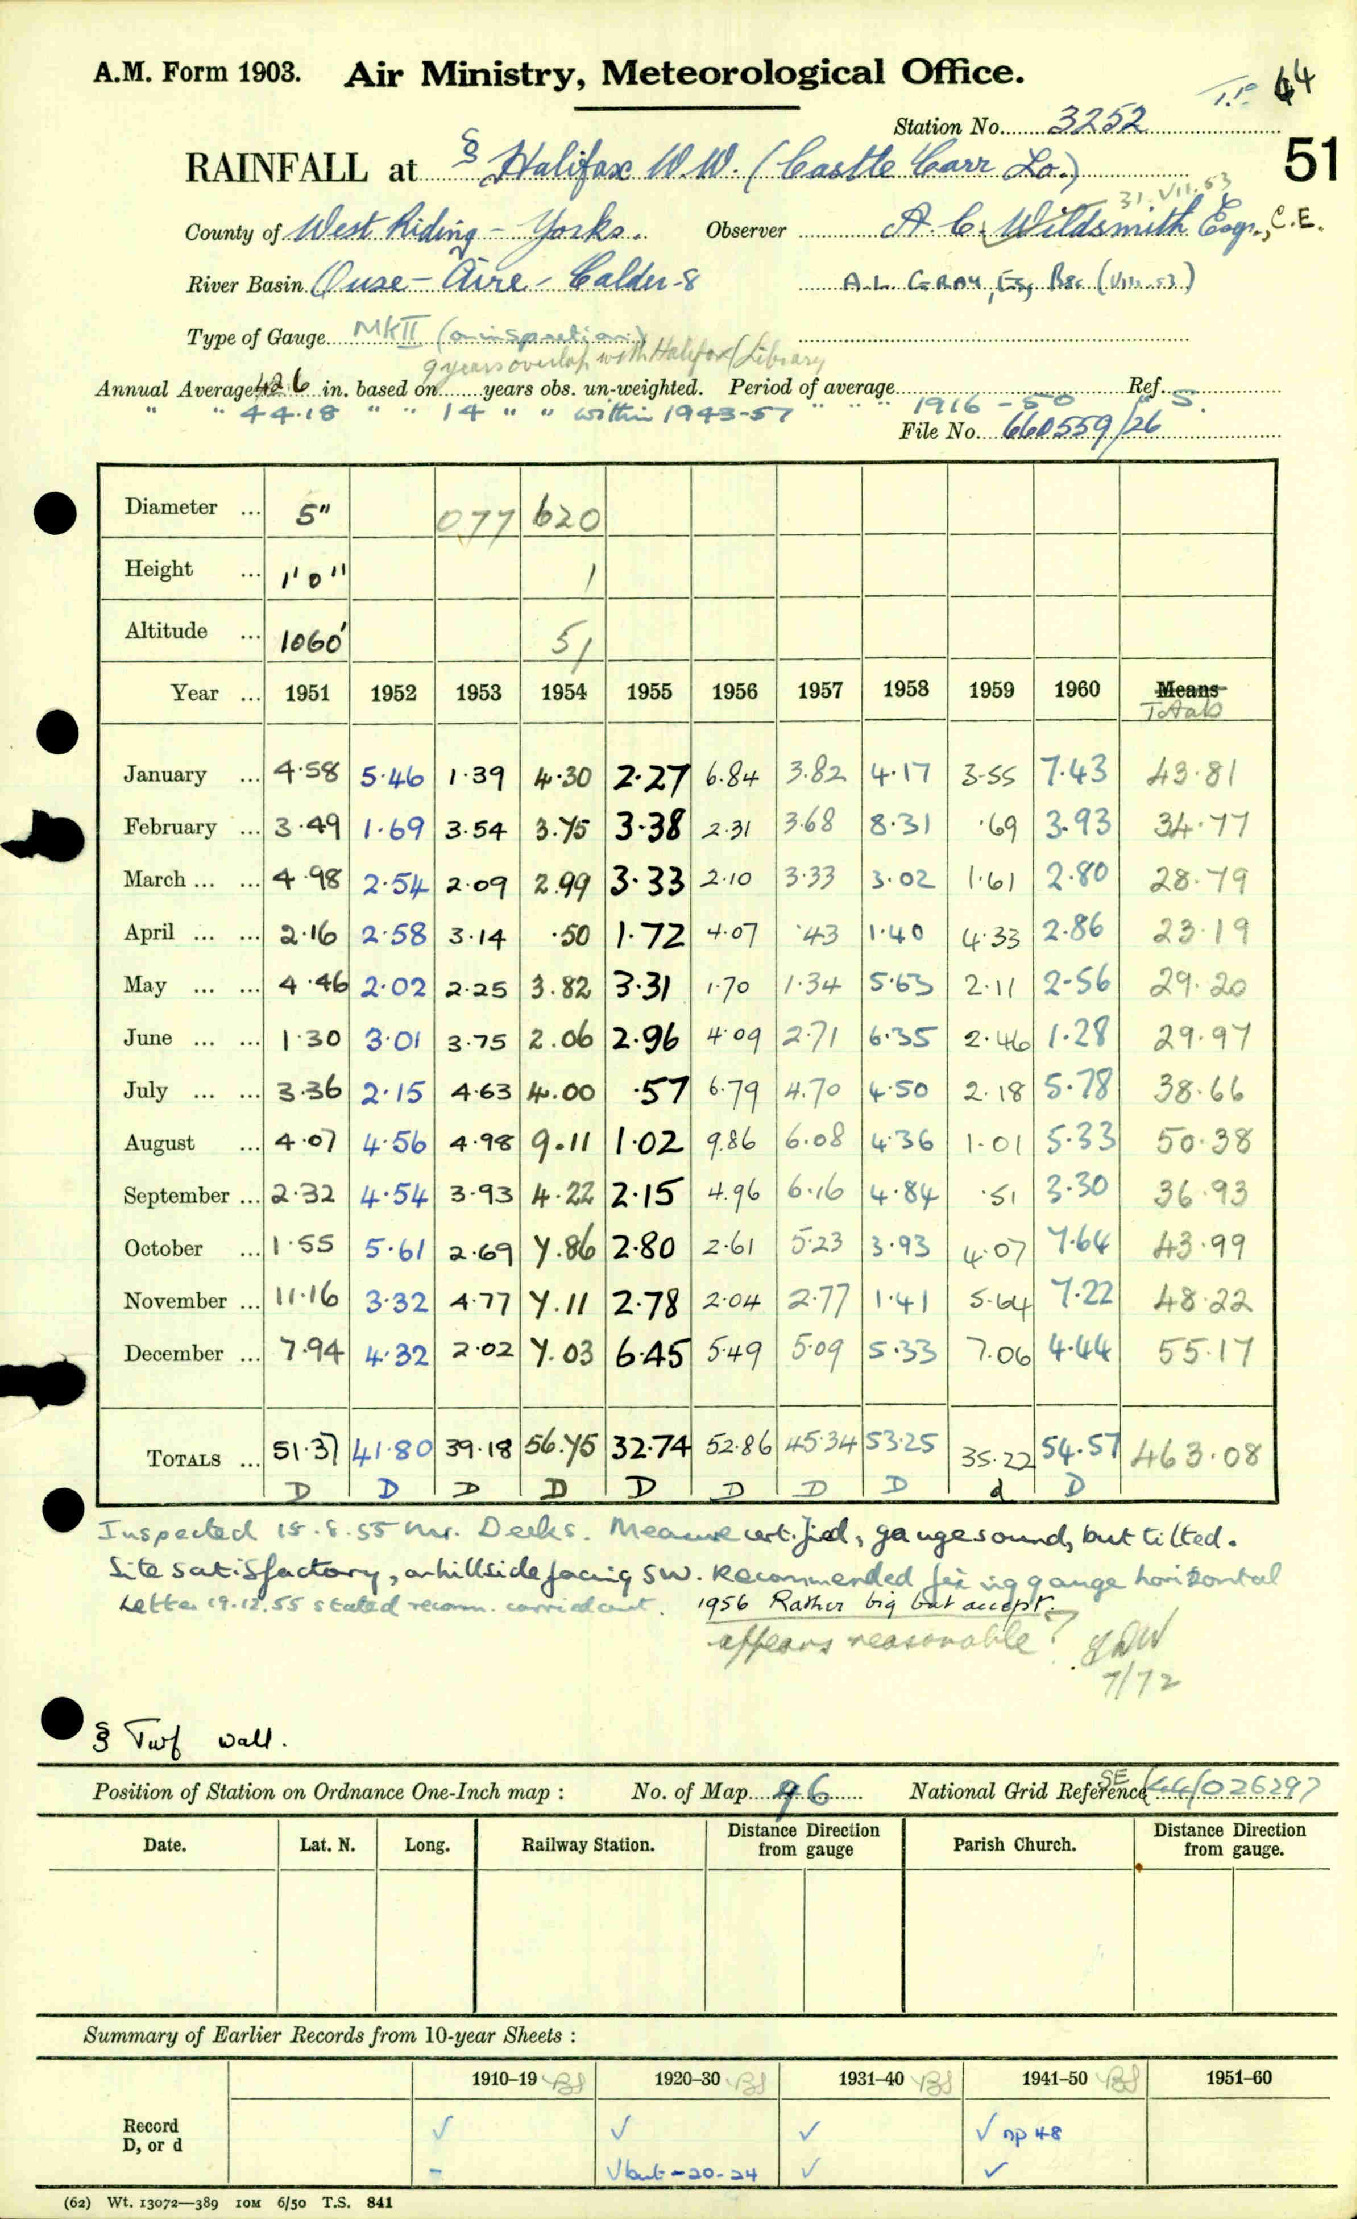 A.M. Form 1903. Air Ministry, Meteorological Office. 64
Station No. 3252
51
RAINFALL at § Halifax W.W. (Castle Carr Lo.)
31.VII.53
County of West Riding - Yorks. Observer A. C. Wildsmith Esqr., C.E.
River Basin Ouse - Aire - Calder-8 A.L. GRAY, Esq BSc (VIII.53)
Type of Gauge MkII (on inspection)
9 years overlap with Halifax/Library
Annual Average 42.6 in. based on years obs. un-weighted. Period of average Ref.
" " 44.18 " " 14 " " within 1943-57 " " " 1916-50 " S.
File No. 660559/26
Diameter ... 5" 077 620
Height ... 1'0" 1
Altitude ... 1060' 51
Year ... 1951 1952 1953 1954 1955 1956 1957 1958 1959 1960 Means
Totals
January ... 4.58 5.46 1.39 4.30 2.27 6.84 3.82 4.17 3.55 7.43 43.81
February ... 3.49 1.69 3.54 3.75 3.38 2.31 3.68 8.31 .69 3.93 34.77
March ... ... 4.98 2.54 2.09 2.99 3.33 2.10 3.33 3.02 1.61 2.80 28.79
April ... ... 2.16 2.58 3.14 .50 1.72 4.07 .43 1.40 4.33 2.86 23.19
May ... ... 4.46 2.02 2.25 3.82 3.31 1.70 1.34 5.63 2.11 2.56 29.20
June ... ... 1.30 3.01 3.75 2.06 2.96 4.09 2.71 6.35 2.46 1.28 29.97
July ... ... 3.36 2.15 4.63 4.00 .57 6.79 4.70 4.50 2.18 5.78 38.66
August ... 4.07 4.56 4.98 9.11 1.02 9.86 6.08 4.36 1.01 5.33 50.38
September ... 2.32 4.54 3.93 4.22 2.15 4.96 6.16 4.84 .51 3.30 36.93
October ... 1.55 5.61 2.69 7.86 2.80 2.61 5.23 3.93 4.07 7.64 43.99
November ... 11.16 3.32 4.77 7.11 2.78 2.04 2.77 1.41 5.64 7.22 48.22
December ... 7.94 4.32 2.02 7.03 6.45 5.49 5.09 5.33 7.06 4.44 55.17
TOTALS ... 51.37 41.80 39.18 56.75 32.74 52.86 45.34 53.25 35.22 54.57 463.08
D D D D D D D D d D
Inspected 15.8.55 Mr. Deeks. Measure certified, gauge sound, but tilted.
Site satisfactory, on hillside facing SW. Recommended fixing gauge horizontal
Letter 19.12.55 stated recomm. carried out. 1956 Rather big but accept.
appears reasonable?
7/72
§ Turf wall.
Position of Station on Ordnance One-Inch map : No. of Map 96 National Grid Reference SE (44)/026297
Date. Lat. N. Long. Railway Station. Distance Direction from gauge Parish Church. Distance Direction from gauge.
Summary of Earlier Records from 10-year Sheets :
1910-19 1920-30 1931-40 1941-50 1951-60
Record ✓ ✓ ✓ ✓ np 48
D, or d - ✓ but -20-24 ✓ ✓
(62) Wt. 13072—389 10M 6/50 T.S. 841